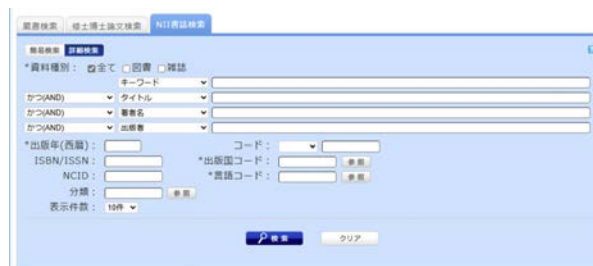 蔵書検索 修士博士論文検索 NII書誌検索
簡易検索 詳細検索
*資料種別： 全て 図書 雑誌
キーワード
かつ(AND) タイトル
かつ(AND) 著者名
かつ(AND) 出版者
*出版年(西暦)： コード：
ISBN/ISSN： *出版国コード： 参照
NCID： *言語コード： 参照
分類： 参照
表示件数： 10件
検索 クリア